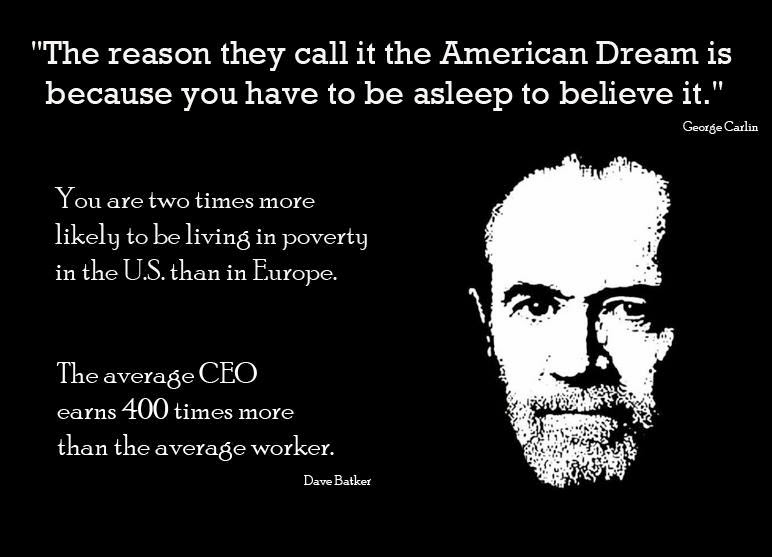 "The reason they call it the American Dream is
because you have to be asleep to believe it."
George Carlin
You are two times more
likely to be living in poverty
in the U.S. than in Europe.
The average CEO
earns 400 times more
than the average worker.
Dave Batker